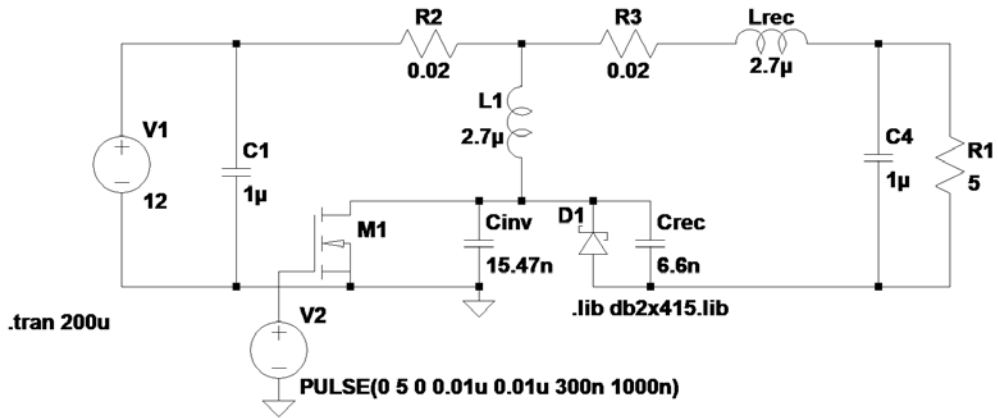 R2
0.02
R3
0.02
Lrec
2.7µ
L1
2.7µ
V1
12
C1
1µ
C4
1µ
R1
5
M1
Cinv
15.47n
D1
Crec
6.6n
.lib db2x415.lib
.tran 200u
V2
PULSE(0 5 0 0.01u 0.01u 300n 1000n)